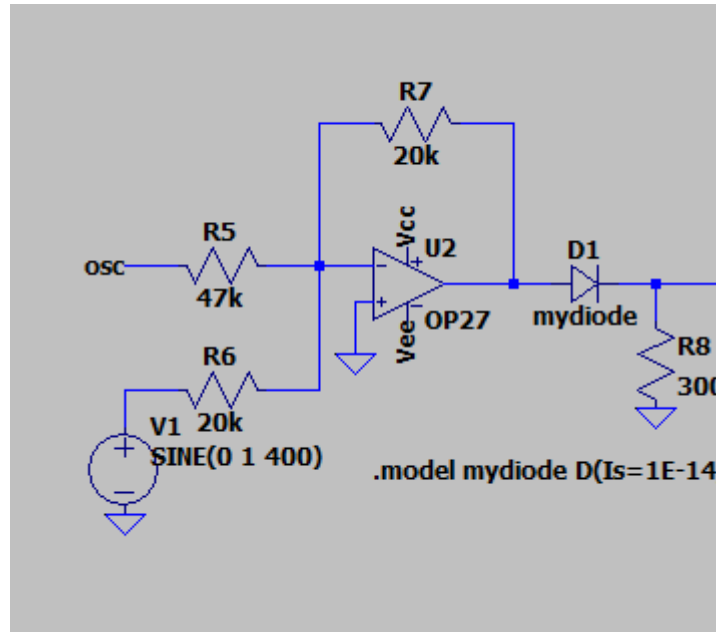 R7
20k
Vcc
U2
R5
D1
osc
47k
mydiode
OP27
Vee
R6
R8
20k
300
V1
SINE(0 1 400)
.model mydiode D(Is=1E-14